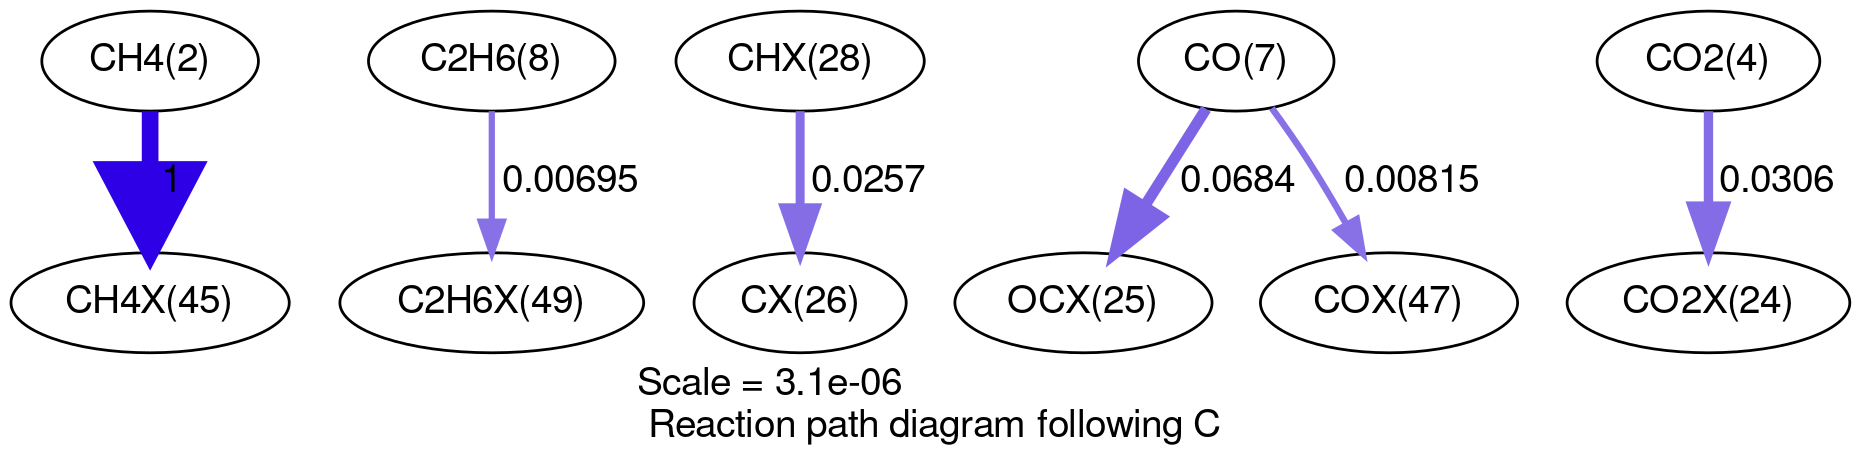 CH4(2)
C2H6(8)
CHX(28)
CO(7)
CO2(4)
1
0.00695
0.0257
0.0684
0.00815
0.0306
CH4X(45)
C2H6X(49)
CX(26)
OCX(25)
COX(47)
CO2X(24)
Scale = 3.1e-06
Reaction path diagram following C